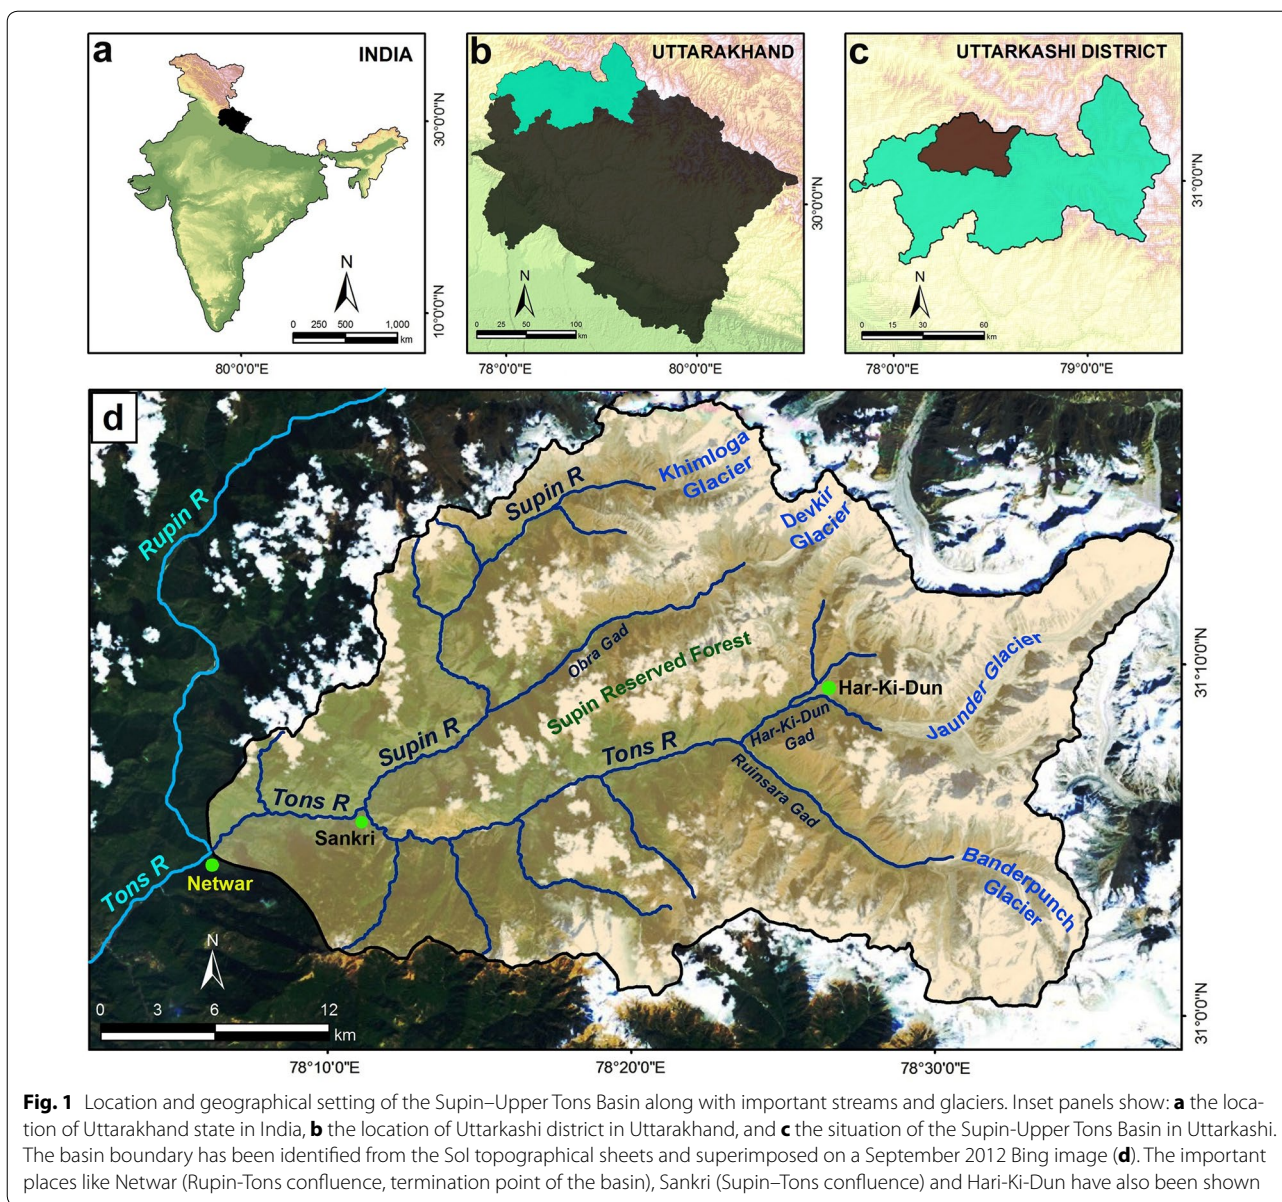 a
INDIA
30°0'0"N
10°0'0"N
N
0 250 500 1,000
km
80°0'0"E
b
UTTARAKHAND
30°0'0"N
N
0 25 50 100
km
78°0'0"E 80°0'0"E
c
UTTARKASHI DISTRICT
31°0'0"N
N
0 15 30 60
km
78°0'0"E 79°0'0"E
d
Rupin R
Supin R
Khimloga
Glacier
Devkir
Glacier
Obra Gad
Supin Reserved Forest
Har-Ki-Dun
Jaunder Glacier
31°10'0"N
Supin R
Tons R
Har-Ki-Dun
Gad
Ruinsara Gad
Tons R
Sankri
Tons R
Netwar
Banderpunch
Glacier
N
0 3 6 12
km
31°0'0"N
78°10'0"E 78°20'0"E 78°30'0"E
Fig. 1 Location and geographical setting of the Supin–Upper Tons Basin along with important streams and glaciers. Inset panels show: a the loca-
tion of Uttarakhand state in India, b the location of Uttarkashi district in Uttarakhand, and c the situation of the Supin-Upper Tons Basin in Uttarkashi.
The basin boundary has been identified from the SoI topographical sheets and superimposed on a September 2012 Bing image (d). The important
places like Netwar (Rupin-Tons confluence, termination point of the basin), Sankri (Supin–Tons confluence) and Hari-Ki-Dun have also been shown